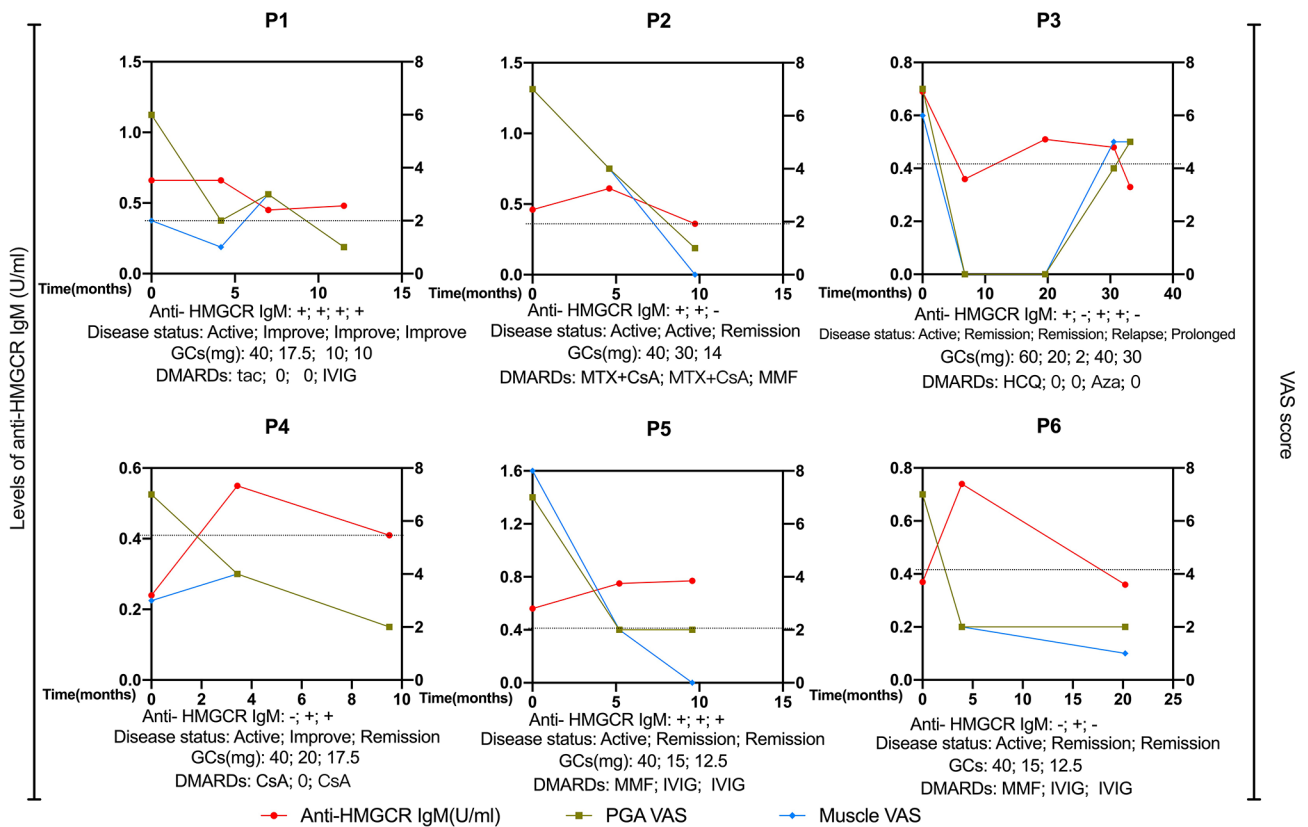 P1
P2
P3
Levels of anti-HMGCR IgM (U/ml)
VAS score
1.5
1.0
0.5
0.0
8
6
4
2
0
Time(months)
0
5
10
15
Anti- HMGCR IgM: +; +; +; +
Disease status: Active; Improve; Improve; Improve
GCs(mg): 40; 17.5; 10; 10
DMARDs: tac; 0; 0; IVIG
1.5
1.0
0.5
0.0
8
6
4
2
0
Time(months)
0
5
10
15
Anti- HMGCR IgM: +; +; -
Disease status: Active; Active; Remission
GCs(mg): 40; 30; 14
DMARDs: MTX+CsA; MTX+CsA; MMF
0.8
0.6
0.4
0.2
0.0
8
6
4
2
0
Time(months)
0
10
20
30
40
Anti- HMGCR IgM: +; -; +; +; -
Disease status: Active; Remission; Remission; Relapse; Prolonged
GCs(mg): 60; 20; 2; 40; 30
DMARDs: HCQ; 0; 0; Aza; 0
P4
P5
P6
0.6
0.4
0.2
0.0
8
6
4
2
0
Time(months)
0
2
4
6
8
10
Anti- HMGCR IgM: -; +; +
Disease status: Active; Improve; Remission
GCs(mg): 40; 20; 17.5
DMARDs: CsA; 0; CsA
1.6
1.2
0.8
0.4
0.0
8
6
4
2
0
Time(months)
0
5
10
15
Anti- HMGCR IgM: +; +; +
Disease status: Active; Remission; Remission
GCs(mg): 40; 15; 12.5
DMARDs: MMF; IVIG; IVIG
0.8
0.6
0.4
0.2
0.0
8
6
4
2
0
Time(months)
0
5
10
15
20
25
Anti- HMGCR IgM: -; +; -
Disease status: Active; Remission; Remission
GCs: 40; 15; 12.5
DMARDs: MMF; IVIG; IVIG
Anti-HMGCR IgM(U/ml)
PGA VAS
Muscle VAS